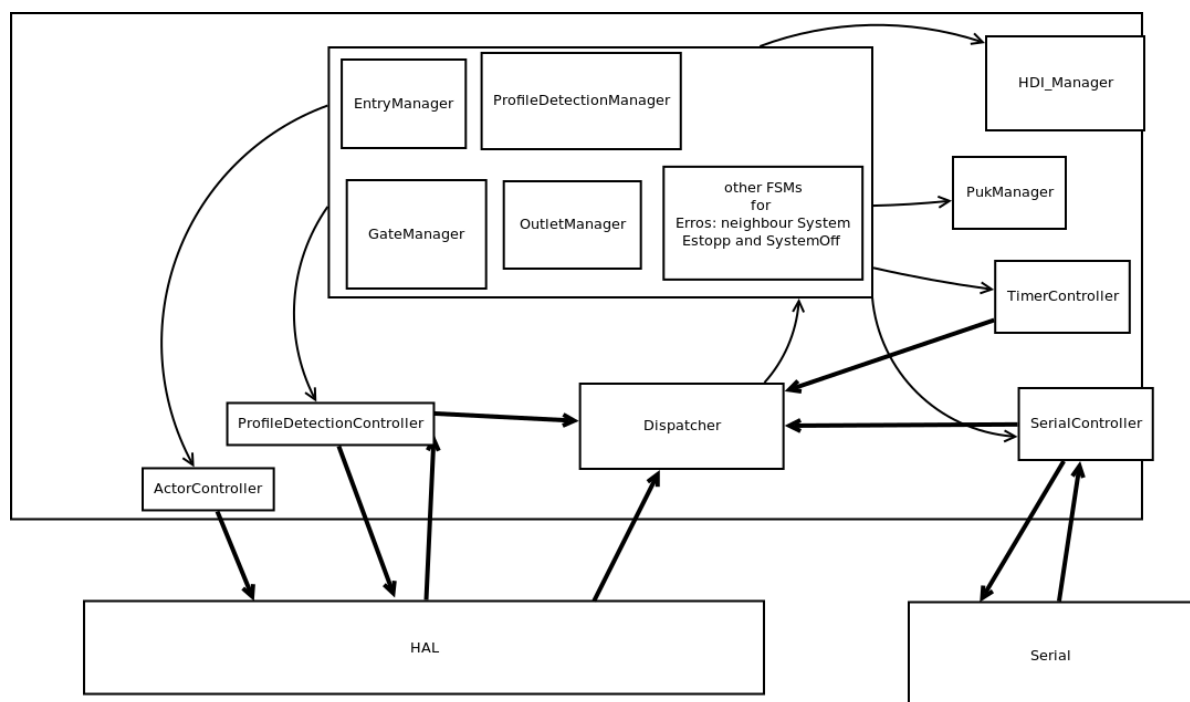 HDI_Manager
EntryManager
ProfileDetectionManager
PukManager
other FSMs
for
Erros: neighbour System
Estopp and SystemOff
GateManager
OutletManager
TimerController
ProfileDetectionController
Dispatcher
SerialController
ActorController
HAL
Serial